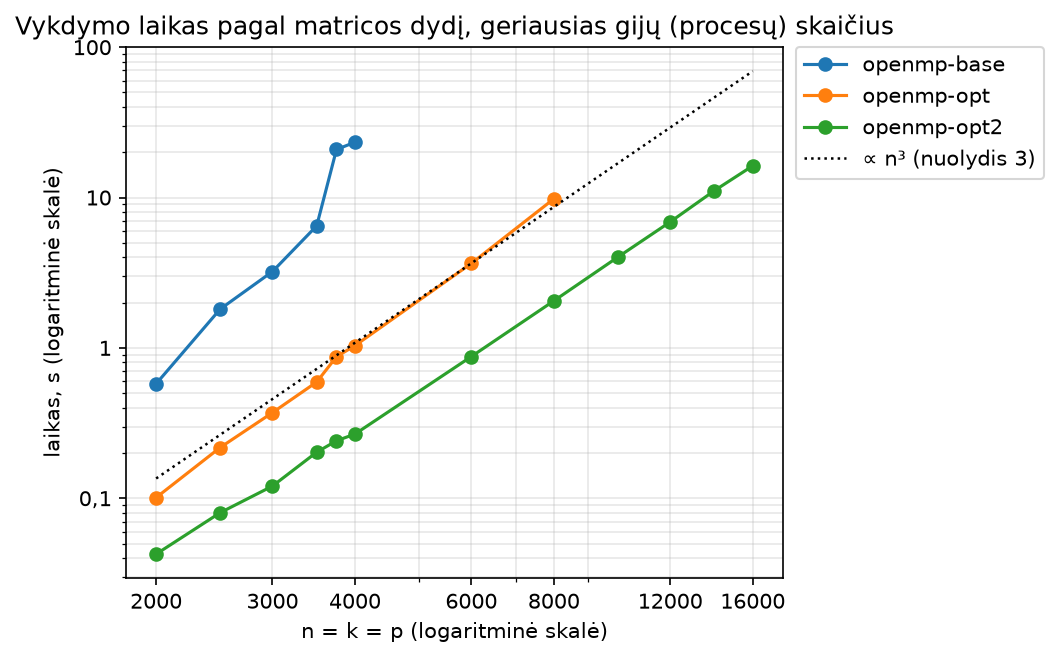 Vykdymo laikas pagal matricos dydį, geriausias gijų (procesų) skaičius
openmp-base
openmp-opt
openmp-opt2
∝ n³ (nuolydis 3)
laikas, s (logaritminė skalė)
100
10
1
0,1
2000 3000 4000 6000 8000 12000 16000
n = k = p (logaritminė skalė)